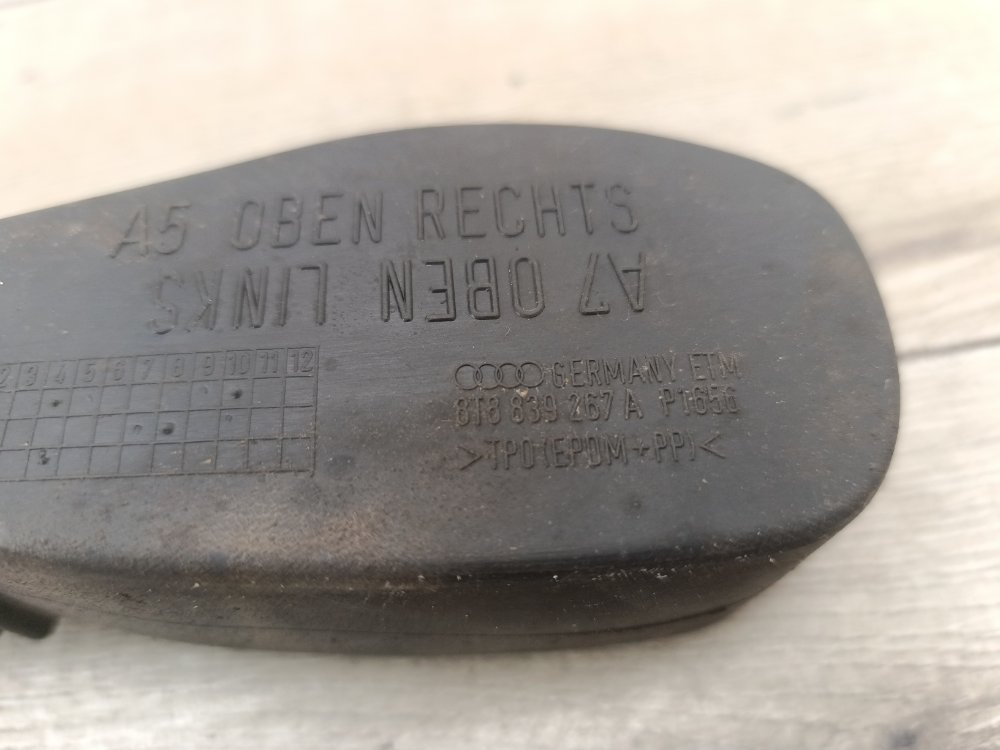 A5 OBEN RECHTS
A7 OBEN LINKS
2 3 4 5 6 7 8 9 10 11 12
GERMANY ETM
8T8 839 267 A P1656
>TPO(EPDM+PP)<